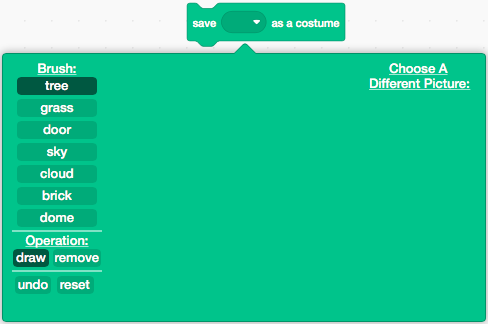 save as a costume
Brush:
tree
grass
door
sky
cloud
brick
dome
Operation:
draw remove
undo reset
Choose A
Different Picture: